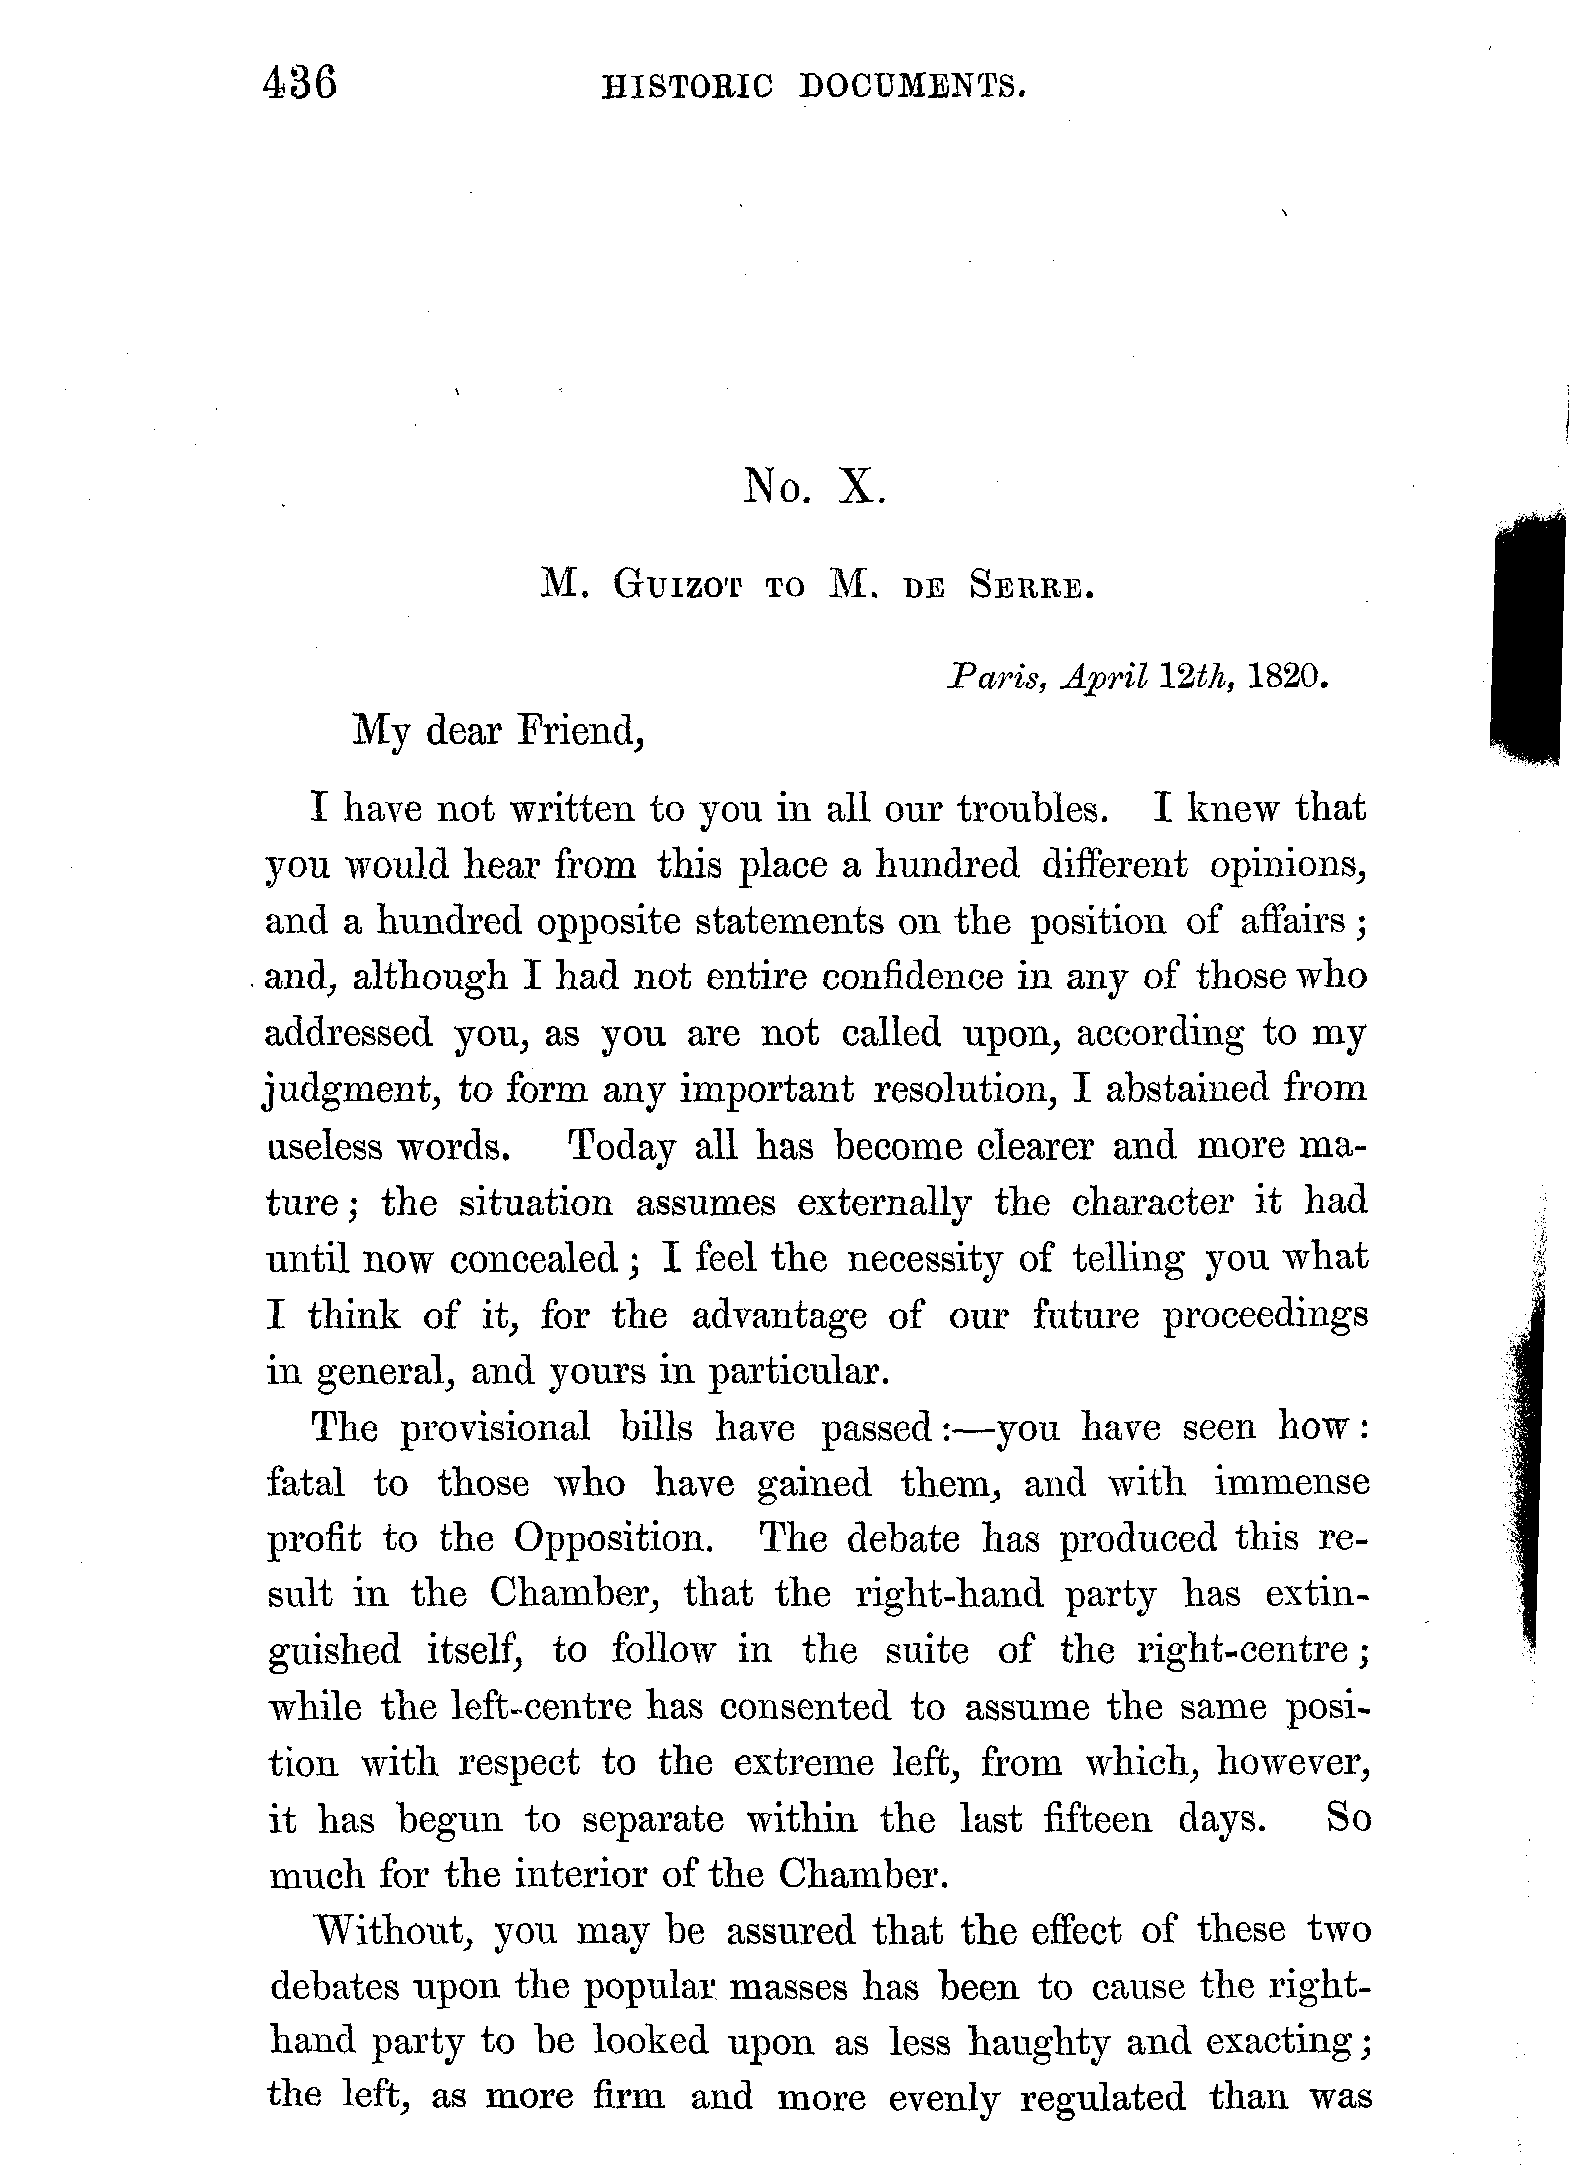 436 HISTORIC DOCUMENTS.
No. X.
M. Guizot to M. de Serre.
Paris, April 12th, 1820.
My dear Friend,
I have not written to you in all our troubles. I knew that
you would hear from this place a hundred different opinions,
and a hundred opposite statements on the position of affairs;
and, although I had not entire confidence in any of those who
addressed you, as you are not called upon, according to my
judgment, to form any important resolution, I abstained from
useless words. Today all has become clearer and more ma-
ture; the situation assumes externally the character it had
until now concealed; I feel the necessity of telling you what
I think of it, for the advantage of our future proceedings
in general, and yours in particular.
The provisional bills have passed:—you have seen how:
fatal to those who have gained them, and with immense
profit to the Opposition. The debate has produced this re-
sult in the Chamber, that the right-hand party has extin-
guished itself, to follow in the suite of the right-centre;
while the left-centre has consented to assume the same posi-
tion with respect to the extreme left, from which, however,
it has begun to separate within the last fifteen days. So
much for the interior of the Chamber.
Without, you may be assured that the effect of these two
debates upon the popular masses has been to cause the right-
hand party to be looked upon as less haughty and exacting;
the left, as more firm and more evenly regulated than was